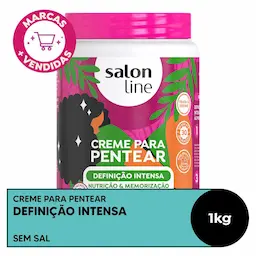 MARCAS
+VENDIDAS
salon
line
CREME PARA
PENTEAR
DEFINIÇÃO INTENSA
NUTRIÇÃO & MEMORIZAÇÃO
CREME PARA PENTEAR
DEFINIÇÃO INTENSA
1kg
SEM SAL